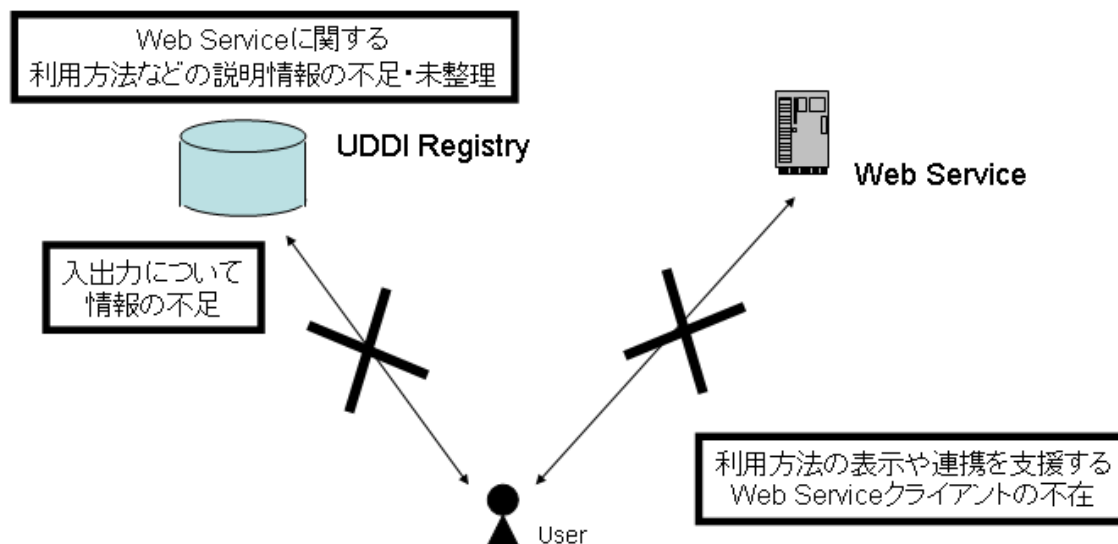 Web Serviceに関する
利用方法などの説明情報の不足・未整理
UDDI Registry
Web Service
入出力について
情報の不足
利用方法の表示や連携を支援する
Web Serviceクライアントの不在
User